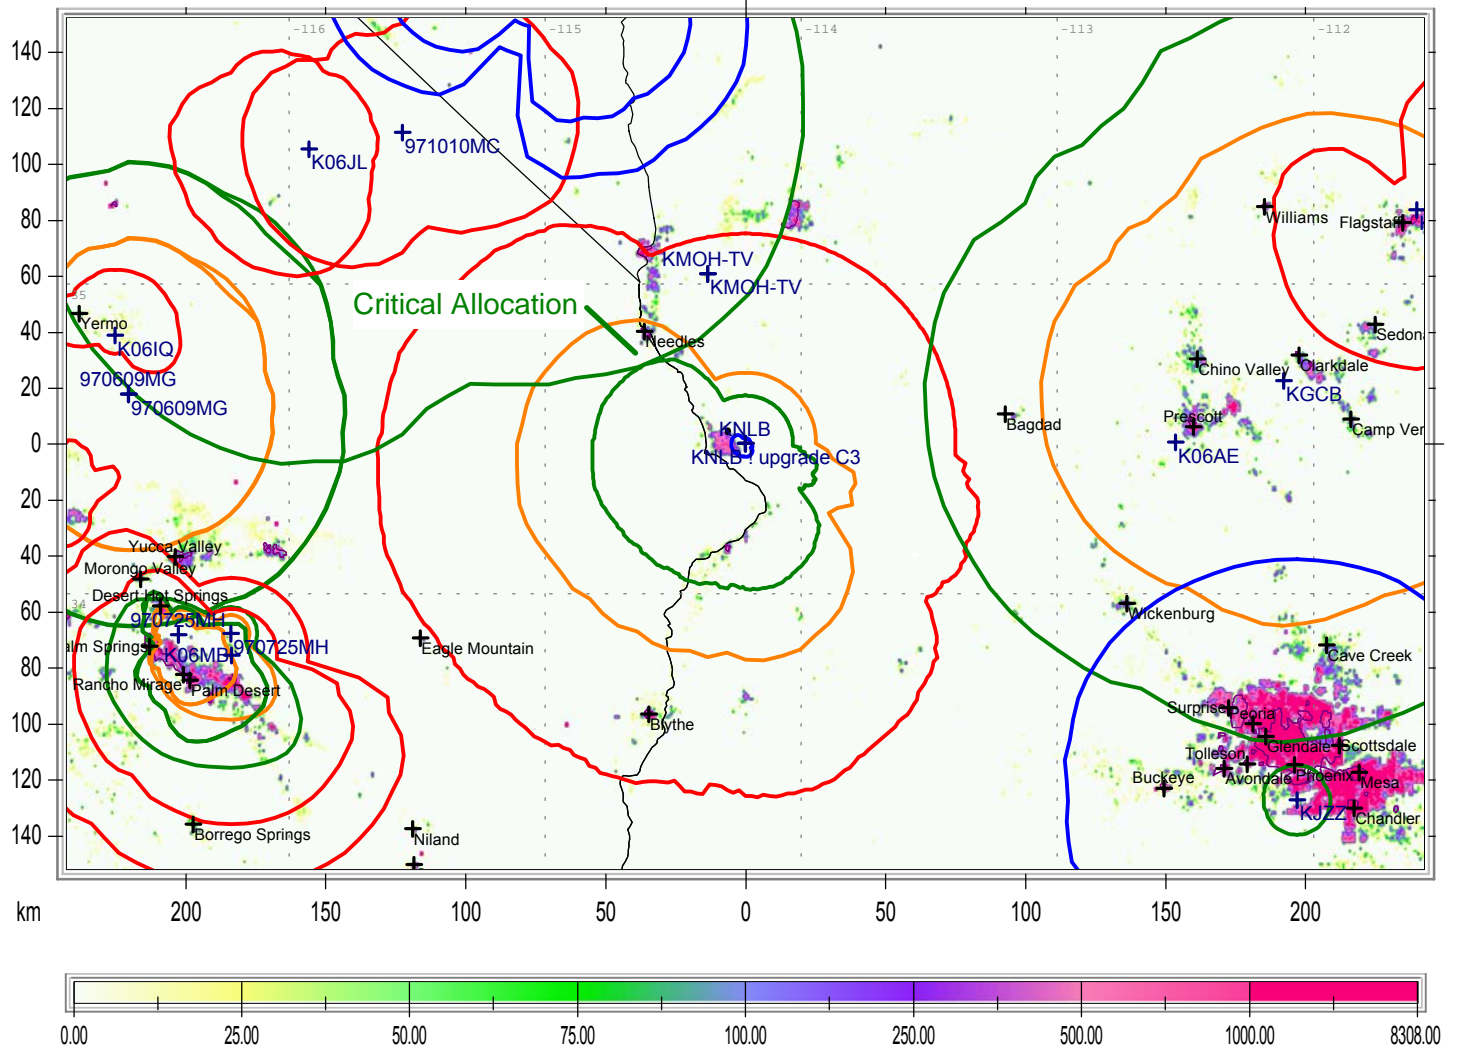 -116
-115
-114
-113
-112
140
120
100
80
60
40
20
0
20
40
60
80
100
120
140
971010MC
K06JL
Williams
Flagstaff
KMOH-TV
KMOH-TV
35
Critical Allocation
Yermo
K06IQ
Needles
Sedon
970609MG
970609MG
Chino Valley
Clarkdale
KGCB
Bagdad
Prescott
Camp Ver
KNLB
KNLB ! upgrade C3
K06AE
Yucca Valley
Morongo Valley
Desert Hot Springs
34
970725MH
970725MH
alm Springs
K06MB
Rancho Mirage
Palm Desert
Eagle Mountain
Wickenburg
Cave Creek
Blythe
Surprise
Peoria
Glendale
Scottsdale
Tolleson
Avondale
Phoenix
Mesa
Buckeye
KJZZ
Chandler
Borrego Springs
Niland
km
200
150
100
50
0
50
100
150
200
0.00
25.00
50.00
75.00
100.00
250.00
500.00
1000.00
8308.00